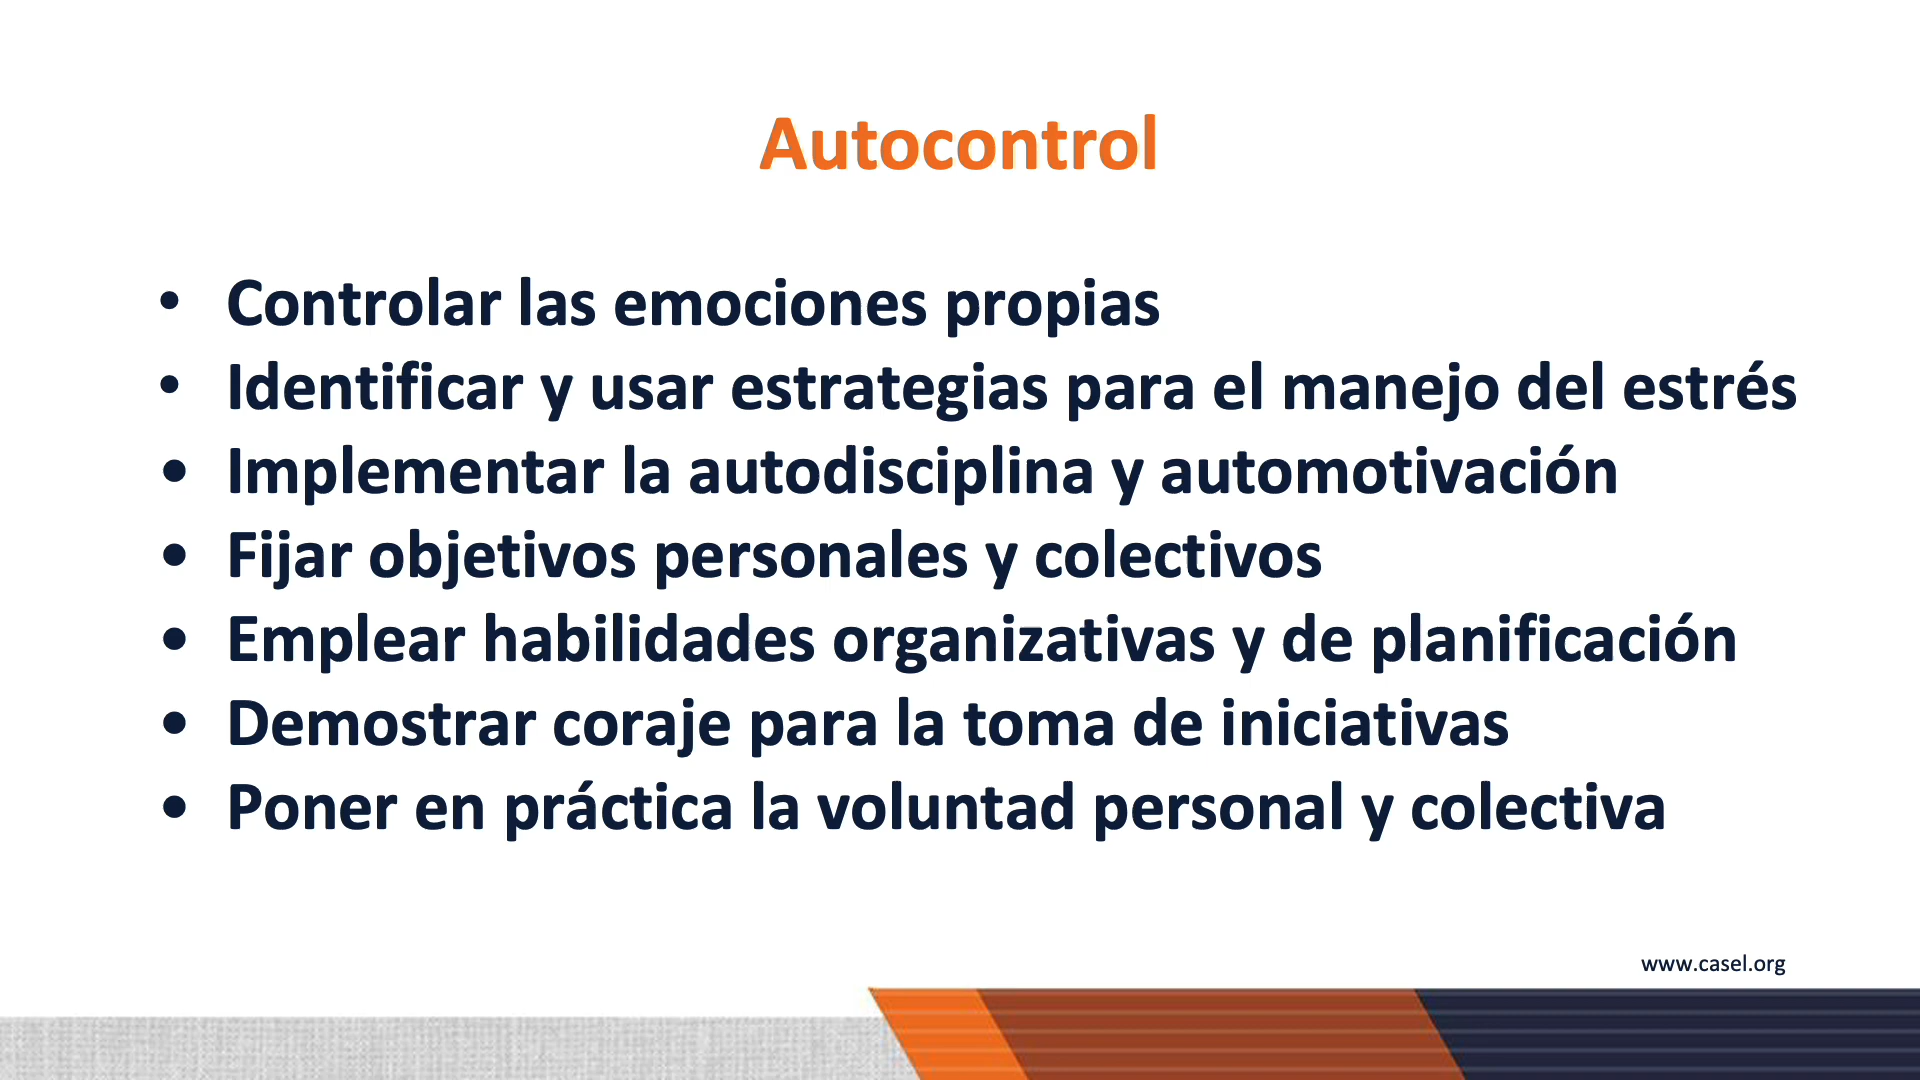 Autocontrol
• Controlar las emociones propias
• Identificar y usar estrategias para el manejo del estrés
• Implementar la autodisciplina y automotivación
• Fijar objetivos personales y colectivos
• Emplear habilidades organizativas y de planificación
• Demostrar coraje para la toma de iniciativas
• Poner en práctica la voluntad personal y colectiva
www.casel.org